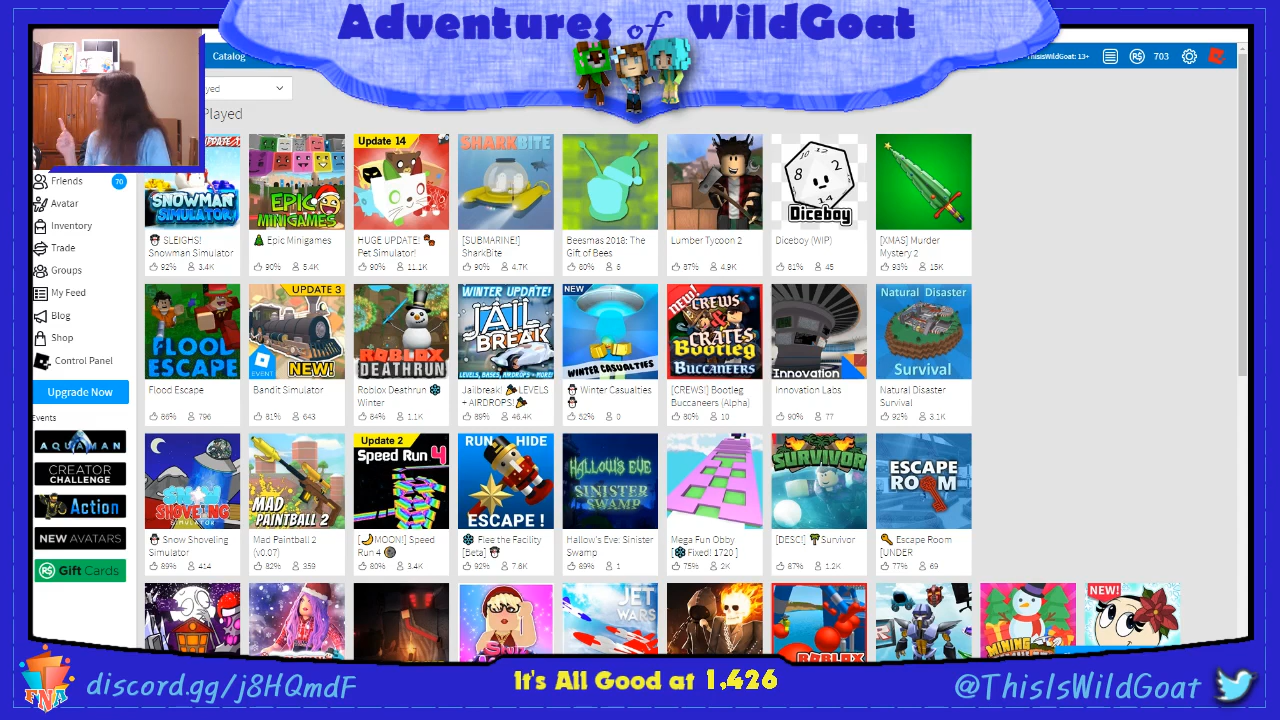 Adventures of WildGoat
Catalog
ThisIsWildGoat: 13+
703
yed
Played
Friends
70
Avatar
Inventory
Trade
Groups
My Feed
Blog
Shop
Control Panel
Upgrade Now
Events
AQUAMAN
CREATOR CHALLENGE
Action
NEW AVATARS
Gift Cards
SNOWMAN SIMULATOR
EPIC MINIGAMES
Update 14
SHARKBITE
Diceboy
SLEIGHS! Snowman Simulator
Epic Minigames
HUGE UPDATE: Pet Simulator!
[SUBMARINE!] SharkBite
Beesmas 2018: The Gift of Bees
Lumber Tycoon 2
Diceboy (WIP)
[XMAS] Murder Mystery 2
92% 3.4K
90% 5.4K
90% 11.1K
90% 4.7K
80% 6
87% 4.9K
81% 45
93% 15K
FLOOD ESCAPE
UPDATE 3
EVENT
NEW!
ROBLOX DEATHRUN
WINTER UPDATE!
JAIL BREAK
LEVELS, BASES, AIRDROPS + MORE!
NEW
WINTER CASUALTIES
NEW!
CREWS & CRATES
Bootleg Buccaneers
Innovation
Natural Disaster Survival
Flood Escape
Bandit Simulator
Roblox Deathrun Winter
Jailbreak! LEVELS + AIRDROPS!
Winter Casualties
[CREWS!] Bootleg Buccaneers (Alpha)
Innovation Labs
Natural Disaster Survival
86% 796
81% 643
84% 1.1K
89% 46.4K
52% 0
80% 10
90% 77
92% 3.1K
SNOW SHOVELING SIMULATOR
MAD PAINTBALL 2
Update 2
Speed Run 4
RUN HIDE ESCAPE!
HALLOW'S EVE SINISTER SWAMP
SURVIVOR
ESCAPE ROOM
Snow Shoveling Simulator
Mad Paintball 2 (v0.07)
[MOON!] Speed Run 4
Flee the Facility [Beta]
Hallow's Eve: Sinister Swamp
Mega Fun Obby [Fixed! 1720]
[DESC!] Survivor
Escape Room [UNDER
89% 414
82% 359
3.4K
92% 7.6K
69% 1
75% 2K
87% 1.2K
77% 69
JET WARS
ROBLOX
MINING
NEW!
FNA
discord.gg/j8HQmdF
It's All Good at 1,426
@ThisIsWildGoat